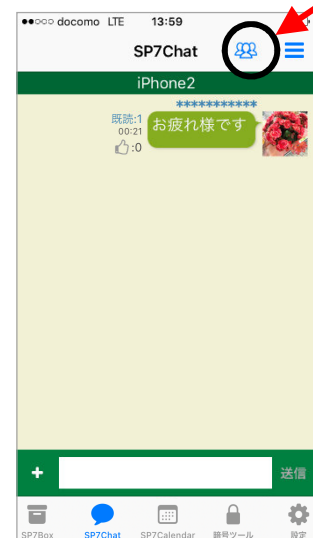 docomo LTE 13:59
SP7Chat
iPhone2
***********
既読:1
00:21
お疲れ様です
:0
+
送信
SP7Box SP7Chat SP7Calendar 暗号ツール 設定